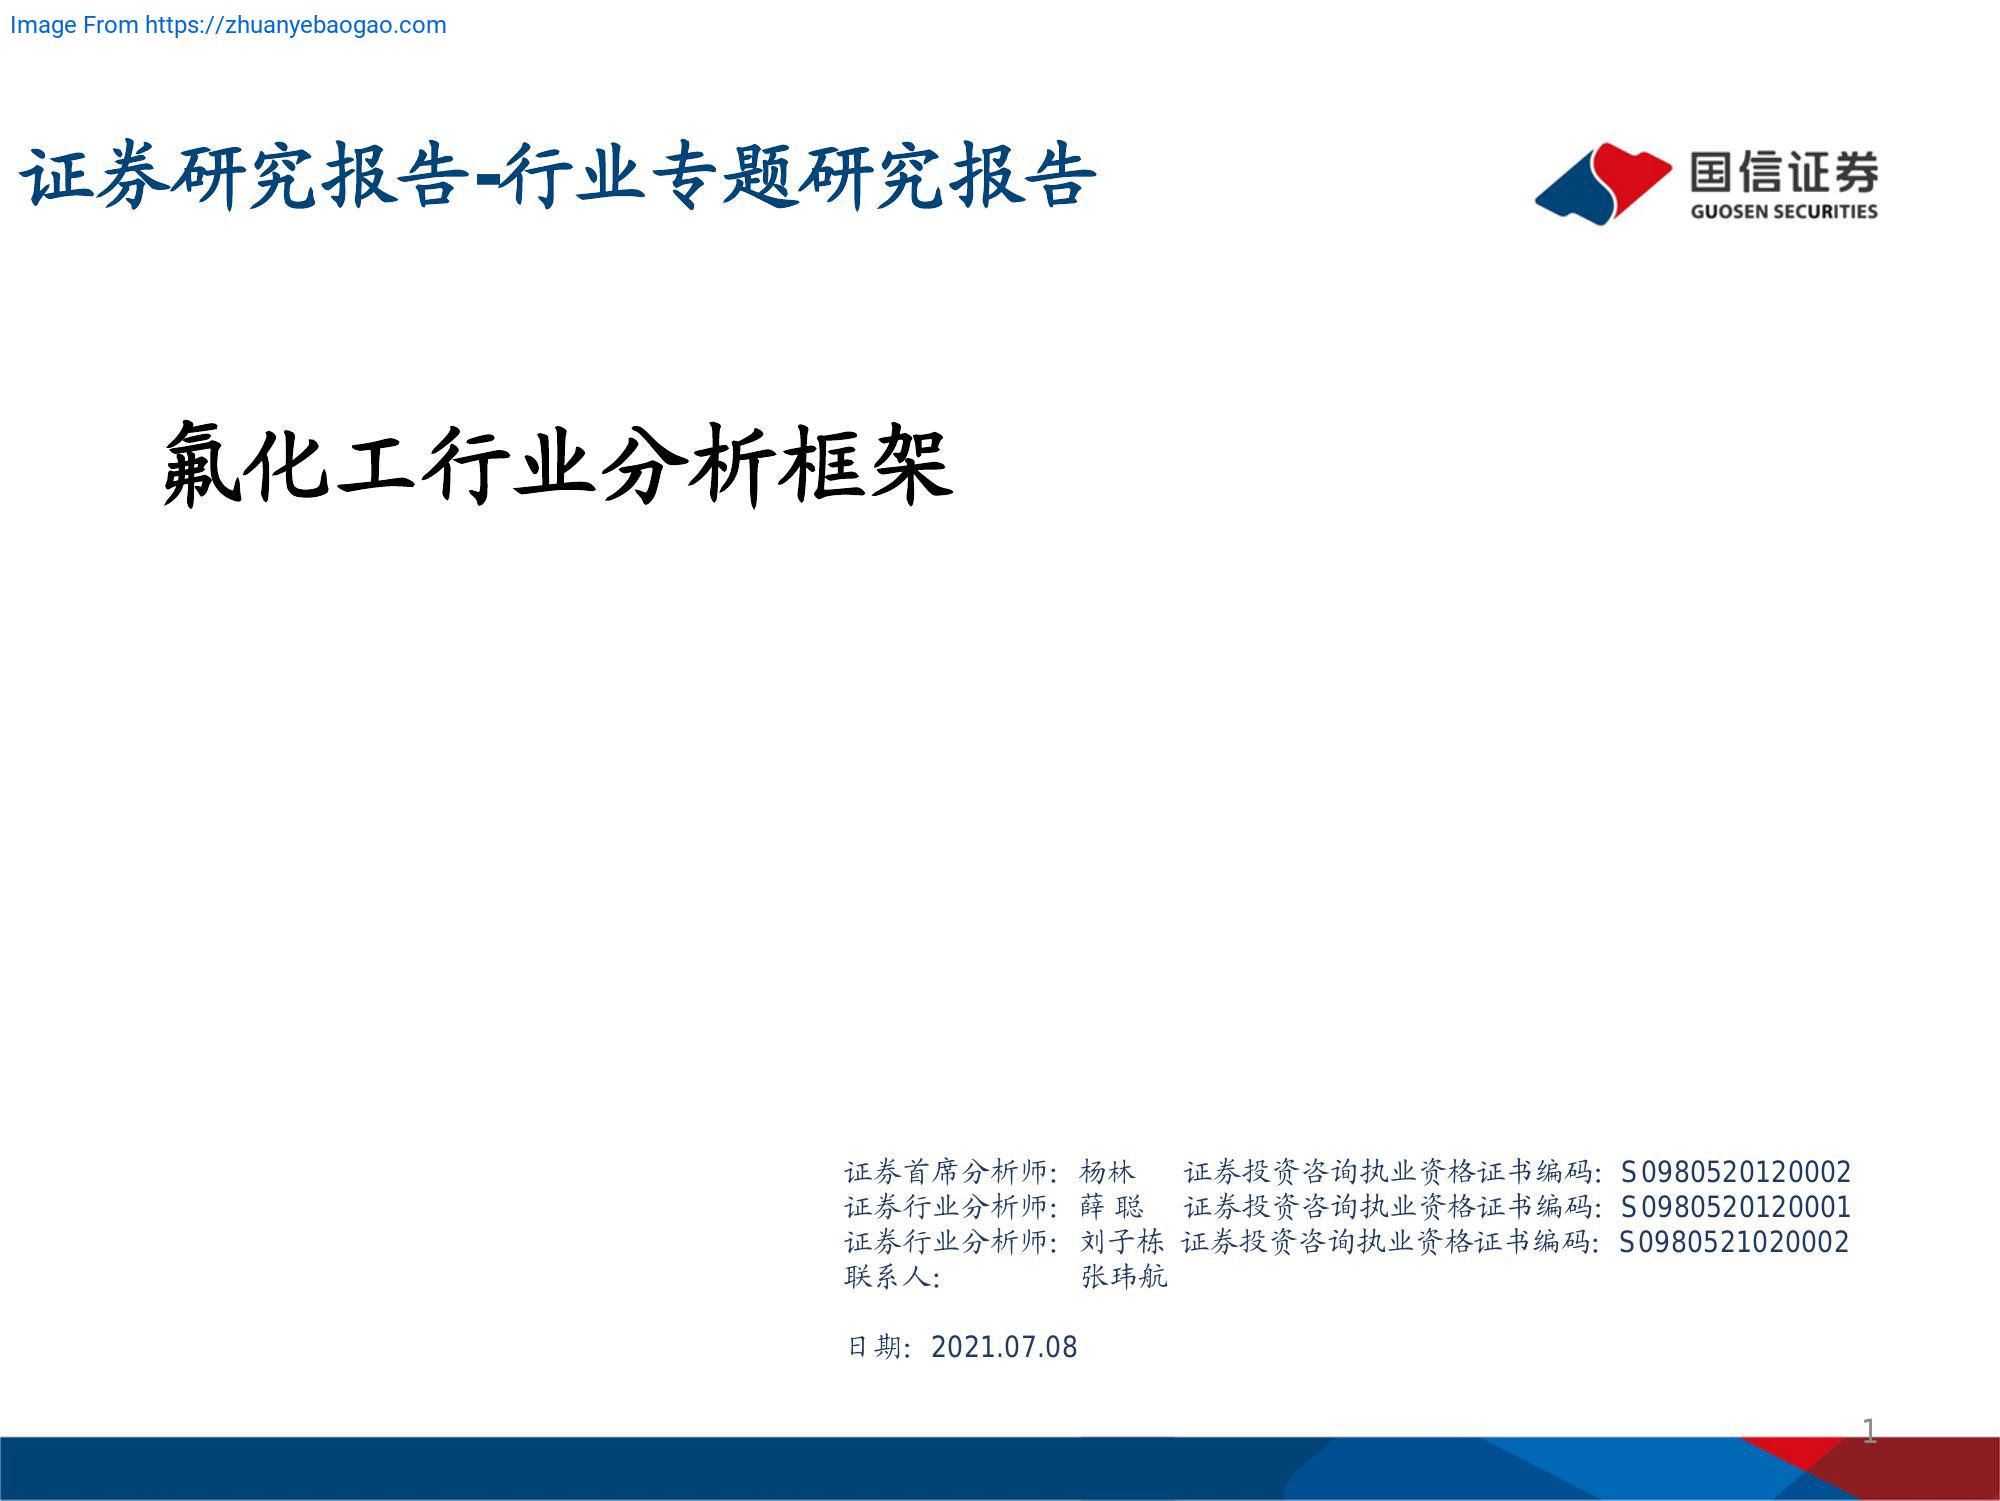 Image From https://zhuanyebaogao.com
证券研究报告-行业专题研究报告
国信证券
GUOSEN SECURITIES
氟化工行业分析框架
证券首席分析师：杨林 证券投资咨询执业资格证书编码：S0980520120002
证券行业分析师：薛 聪 证券投资咨询执业资格证书编码：S0980520120001
证券行业分析师：刘子栋 证券投资咨询执业资格证书编码：S0980521020002
联系人： 张玮航
日期：2021.07.08
1